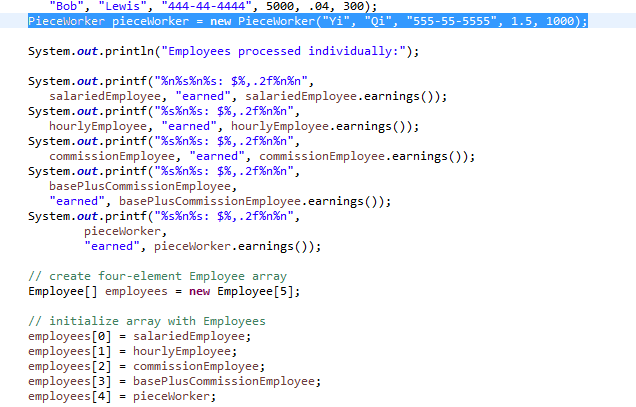 "Bob", "Lewis", "444-44-4444", 5000, .04, 300);
PieceWorker pieceWorker = new PieceWorker("Yi", "Qi", "555-55-5555", 1.5, 1000);
System.out.println("Employees processed individually:");
System.out.printf("%n%s%n%s: $%,.2f%n%n",
salariedEmployee, "earned", salariedEmployee.earnings());
System.out.printf("%s%n%s: $%,.2f%n%n",
hourlyEmployee, "earned", hourlyEmployee.earnings());
System.out.printf("%s%n%s: $%,.2f%n%n",
commissionEmployee, "earned", commissionEmployee.earnings());
System.out.printf("%s%n%s: $%,.2f%n%n",
basePlusCommissionEmployee,
"earned", basePlusCommissionEmployee.earnings());
System.out.printf("%s%n%s: $%,.2f%n%n",
pieceWorker,
"earned", pieceWorker.earnings());
// create four-element Employee array
Employee[] employees = new Employee[5];
// initialize array with Employees
employees[0] = salariedEmployee;
employees[1] = hourlyEmployee;
employees[2] = commissionEmployee;
employees[3] = basePlusCommissionEmployee;
employees[4] = pieceWorker;